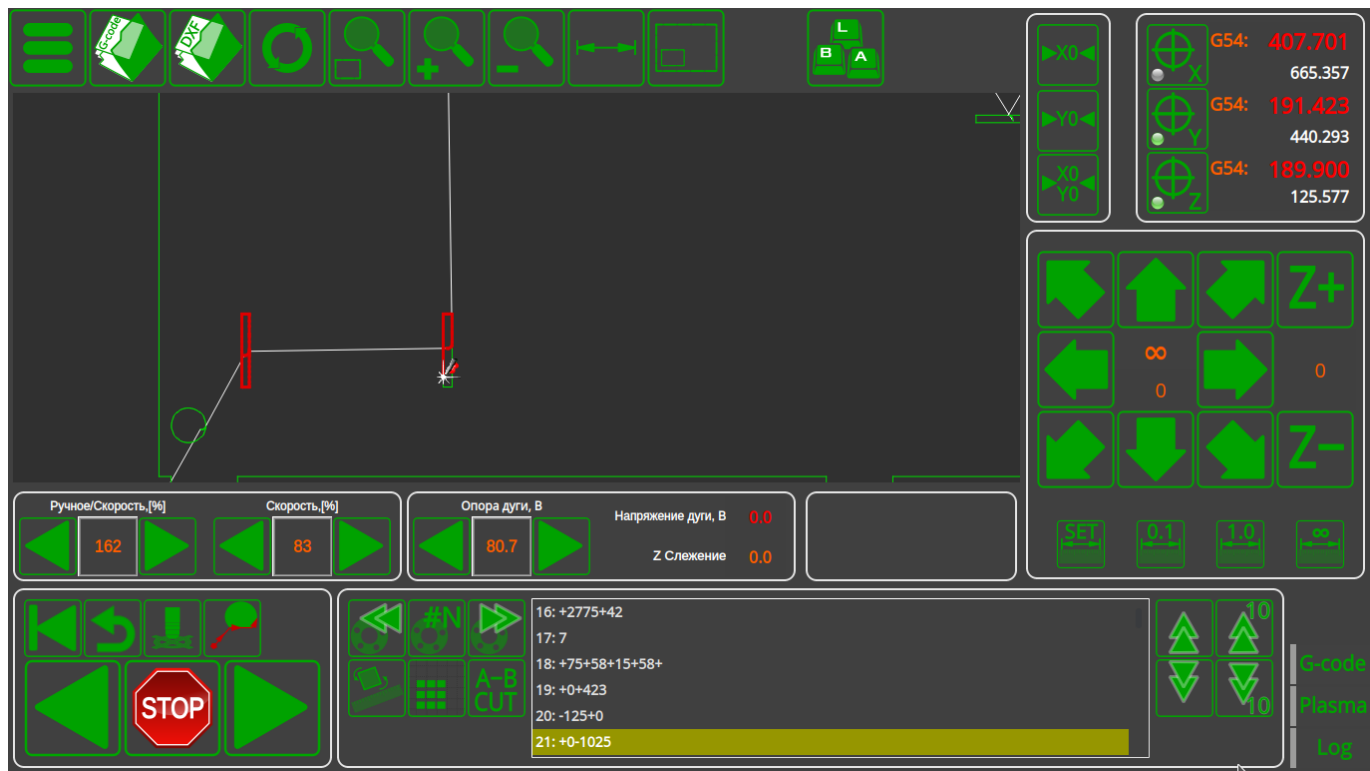 G-code
DXF
L
B
A
▶X0◀
▶Y0◀
X0
▶ ◀
Y0
X
G54: 407.701
665.357
Y
G54: 191.423
440.293
Z
G54: 189.900
125.577
Z+
∞
0
0
Z-
SET
0.1
1.0
∞
Ручное/Скорость,[%]
162
Скорость,[%]
83
Опора дуги, В
80.7
Напряжение дуги, В 0.0
Z Слежение 0.0
STOP
#N
A-B
CUT
16: +2775+42
17: 7
18: +75+58+15+58+
19: +0+423
20: -125+0
21: +0-1025
10
10
G-code
Plasma
Log